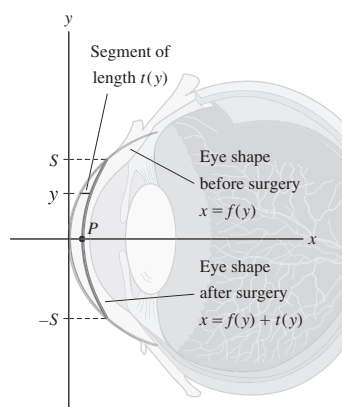 y
Segment of
length t(y)
S
y
P
Eye shape
before surgery
x = f(y)
x
Eye shape
after surgery
x = f(y) + t(y)
–S